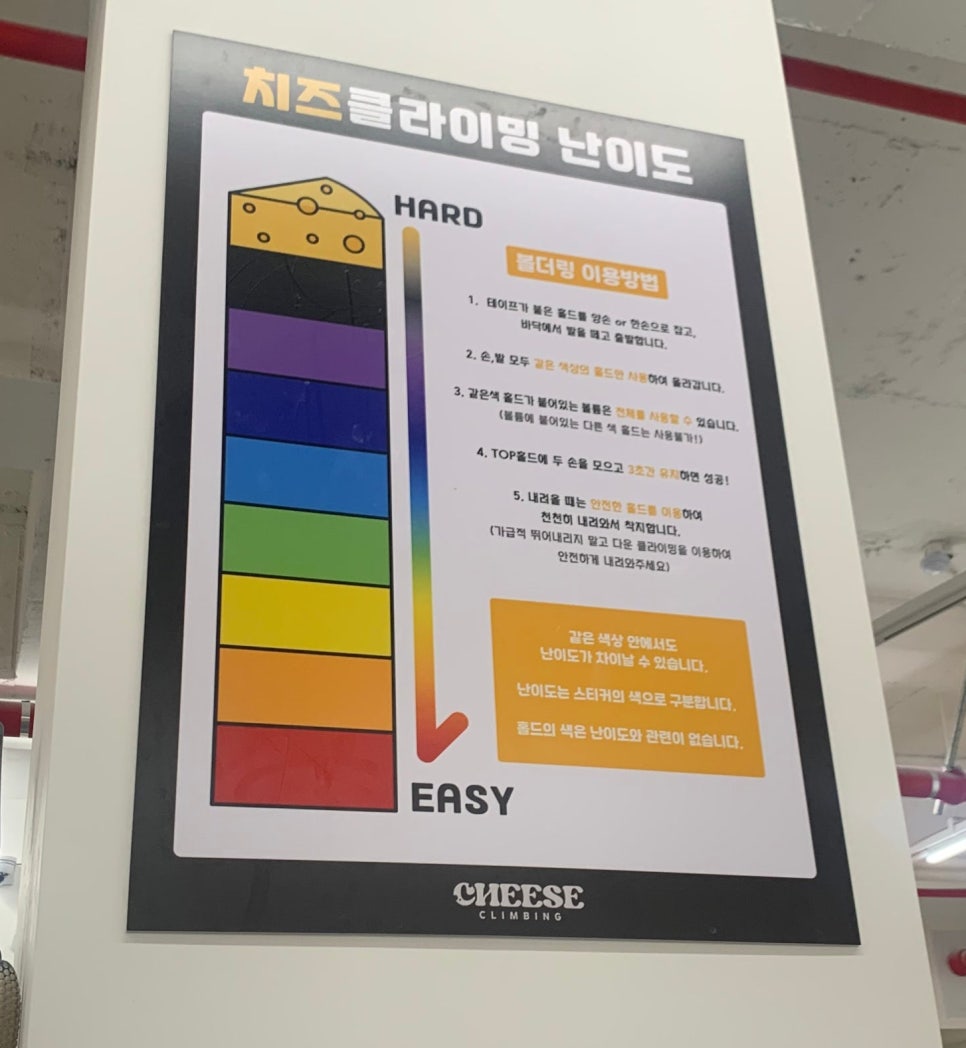 치즈클라이밍 난이도
HARD
볼더링 이용방법
1. 테이프가 붙은 홀드를 양손 or 한손으로 잡고,
바닥에서 발을 떼고 출발합니다.
2. 손,발 모두 같은 색상의 홀드만 사용하여 올라갑니다.
3. 같은색 홀드가 붙어있는 볼륨은 전체를 사용할 수 있습니다.
(볼륨에 붙어있는 다른 색 홀드는 사용불가!)
4. TOP홀드에 두 손을 모으고 3초간 유지하면 성공!
5. 내려올 때는 안전한 홀드를 이용하여
천천히 내려와서 착지합니다.
(가급적 뛰어내리지 말고 다운 클라이밍을 이용하여
안전하게 내려와주세요)
같은 색상 안에서도
난이도가 차이날 수 있습니다.
난이도는 스티커의 색으로 구분합니다.
홀드의 색은 난이도와 관련이 없습니다.
EASY
CHEESE
CLIMBING